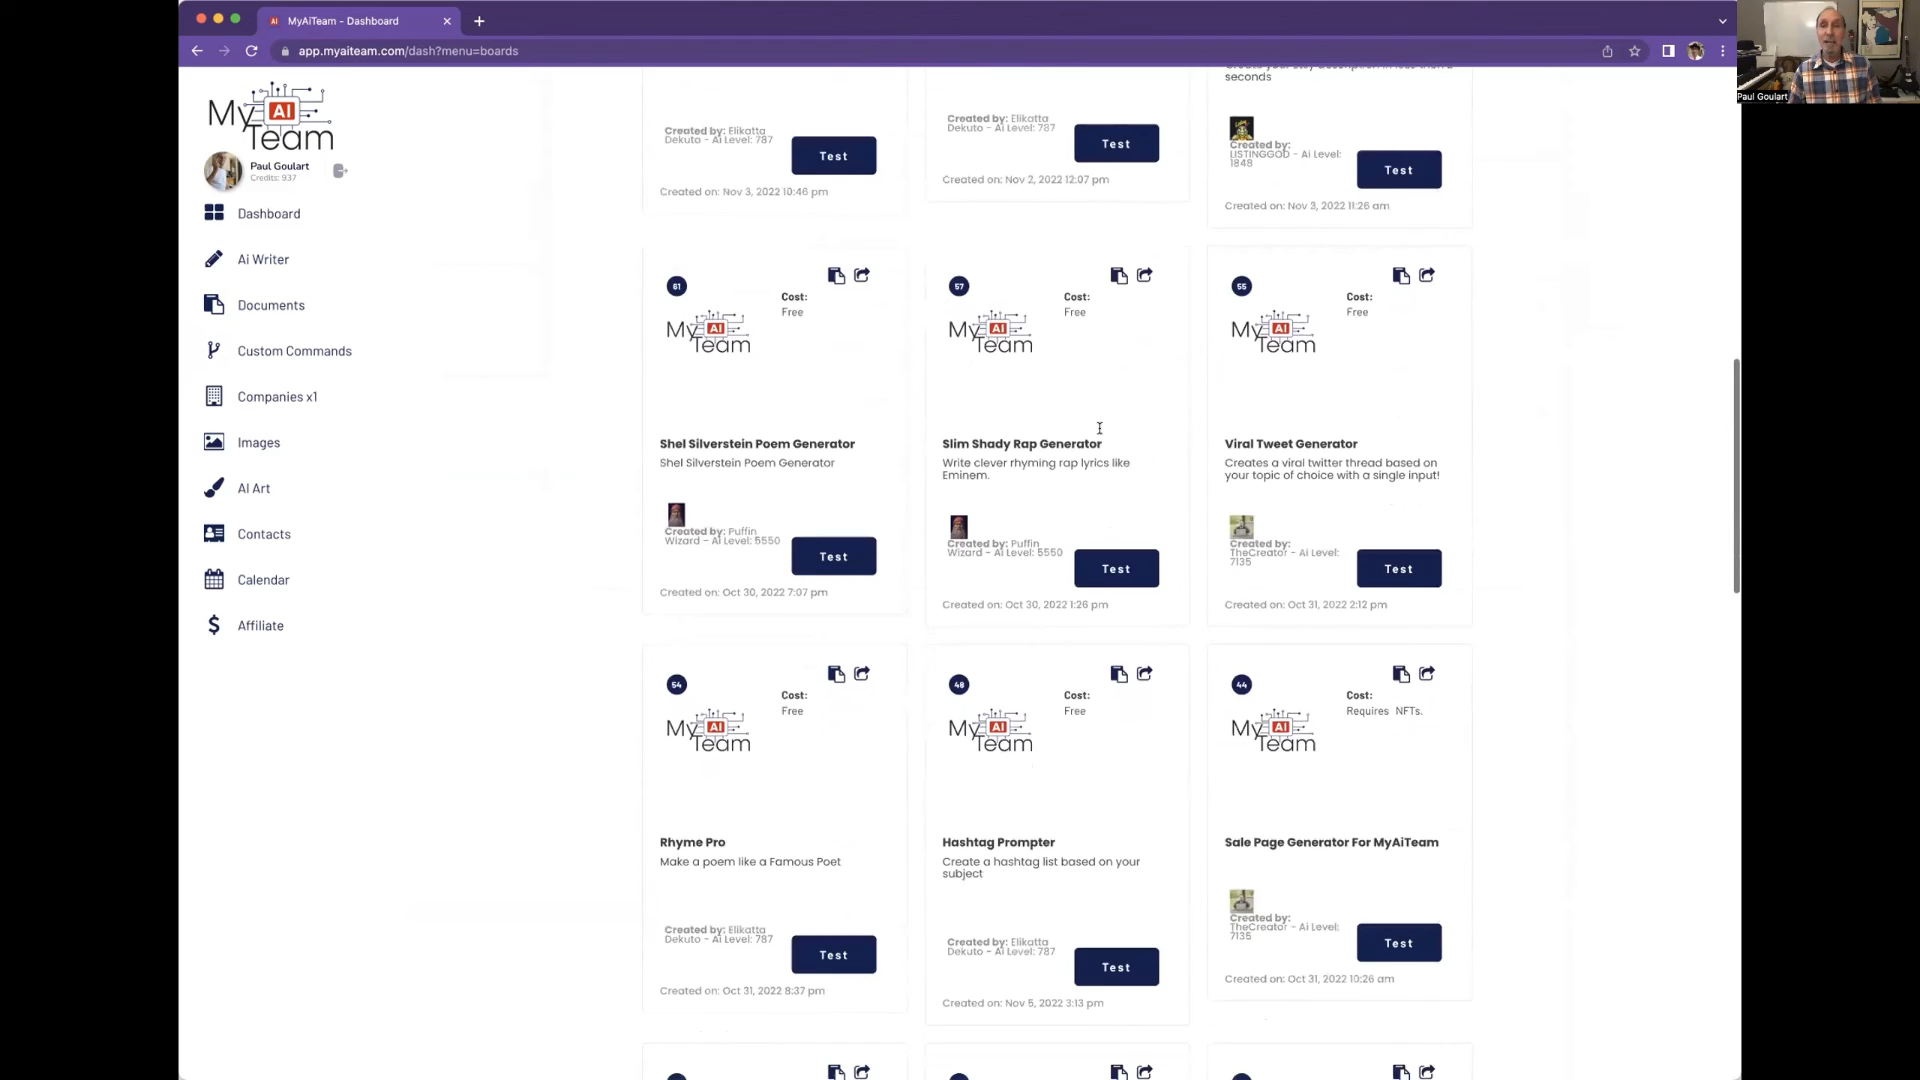 MyAiTeam - Dashboard
app.myaiteam.com/dash?menu=boards
Paul Goulart
My AI Team
Paul Goulart
Credits: 937
Dashboard
Ai Writer
Documents
Custom Commands
Companies x1
Images
AI Art
Contacts
Calendar
Affiliate
Created by: Elikatta
Dekuto - Ai Level: 787
Test
Created on: Nov 3, 2022 10:46 pm
Created by: Elikatta
Dekuto - Ai Level: 787
Test
Created on: Nov 2, 2022 12:07 pm
seconds
Created by:
LISTINGGOD - Ai Level:
1848
Test
Created on: Nov 3, 2022 11:26 am
61
Cost:
Free
My AI Team
Shel Silverstein Poem Generator
Shel Silverstein Poem Generator
Created by: Puffin
Wizard - Ai Level: 5550
Test
Created on: Oct 30, 2022 7:07 pm
57
Cost:
Free
My AI Team
Slim Shady Rap Generator
Write clever rhyming rap lyrics like
Eminem.
Created by: Puffin
Wizard - Ai Level: 5550
Test
Created on: Oct 30, 2022 1:26 pm
55
Cost:
Free
My AI Team
Viral Tweet Generator
Creates a viral twitter thread based on
your topic of choice with a single input!
Created by:
TheCreator - Ai Level:
7135
Test
Created on: Oct 31, 2022 2:12 pm
54
Cost:
Free
My AI Team
Rhyme Pro
Make a poem like a Famous Poet
Created by: Elikatta
Dekuto - Ai Level: 787
Test
Created on: Oct 31, 2022 8:37 pm
48
Cost:
Free
My AI Team
Hashtag Prompter
Create a hashtag list based on your
subject
Created by: Elikatta
Dekuto - Ai Level: 787
Test
Created on: Nov 5, 2022 3:13 pm
44
Cost:
Requires NFTs.
My AI Team
Sale Page Generator For MyAiTeam
Created by:
TheCreator - Ai Level:
7135
Test
Created on: Oct 31, 2022 10:26 am